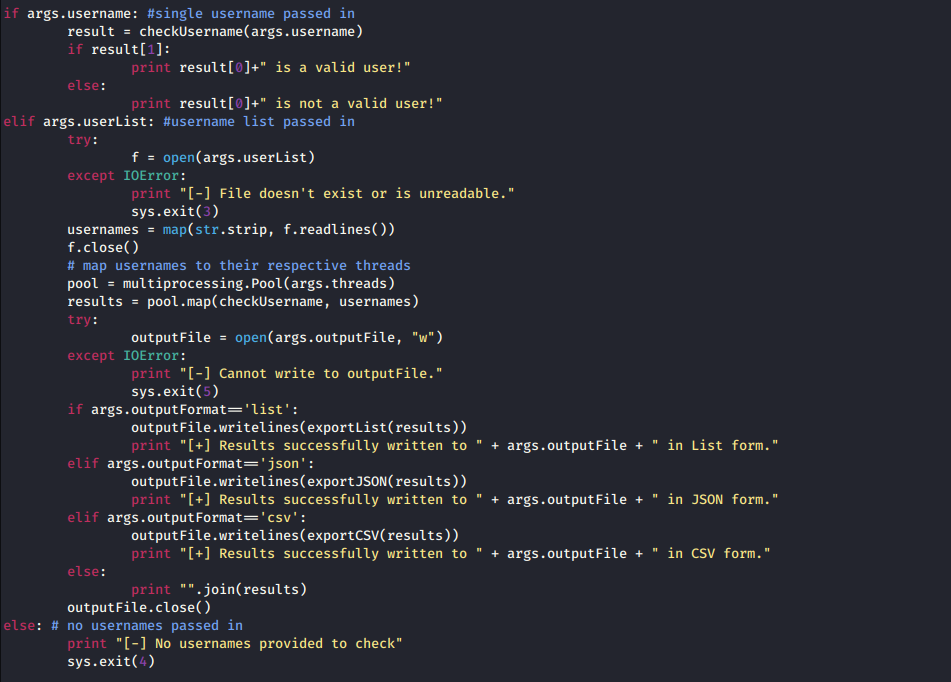 if args.username: #single username passed in
        result = checkUsername(args.username)
        if result[1]:
                print result[0]+" is a valid user!"
        else:
                print result[0]+" is not a valid user!"
elif args.userList: #username list passed in
        try:
                f = open(args.userList)
        except IOError:
                print "[-] File doesn't exist or is unreadable."
                sys.exit(3)
        usernames = map(str.strip, f.readlines())
        f.close()
        # map usernames to their respective threads
        pool = multiprocessing.Pool(args.threads)
        results = pool.map(checkUsername, usernames)
        try:
                outputFile = open(args.outputFile, "w")
        except IOError:
                print "[-] Cannot write to outputFile."
                sys.exit(5)
        if args.outputFormat=='list':
                outputFile.writelines(exportList(results))
                print "[+] Results successfully written to " + args.outputFile + " in List form."
        elif args.outputFormat=='json':
                outputFile.writelines(exportJSON(results))
                print "[+] Results successfully written to " + args.outputFile + " in JSON form."
        elif args.outputFormat=='csv':
                outputFile.writelines(exportCSV(results))
                print "[+] Results successfully written to " + args.outputFile + " in CSV form."
        else:
                print "".join(results)
        outputFile.close()
else: # no usernames passed in
        print "[-] No usernames provided to check"
        sys.exit(4)